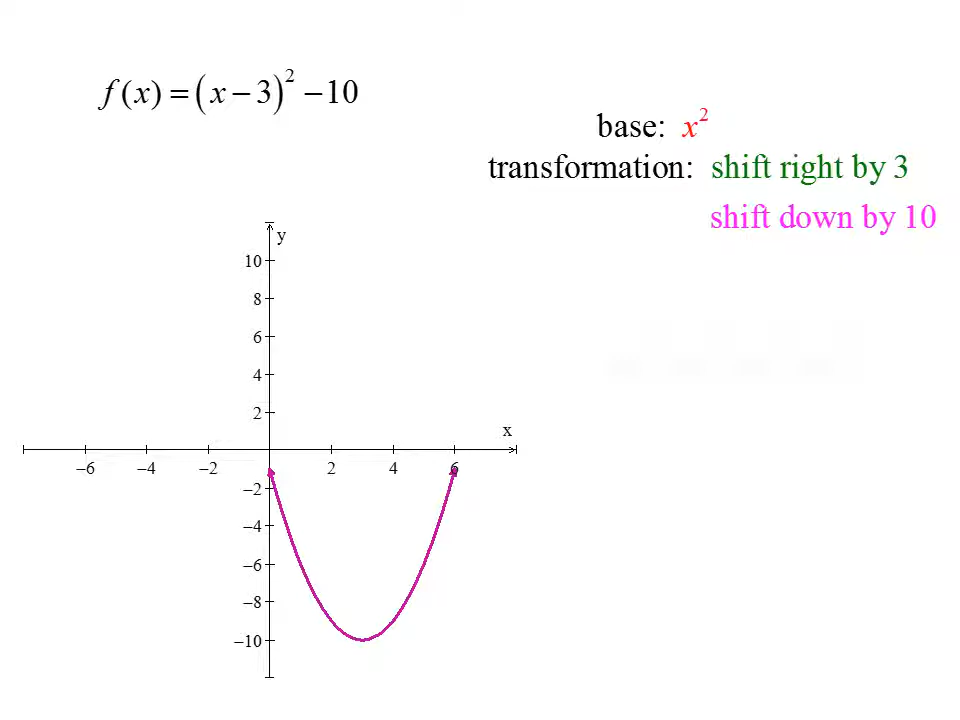 f(x) = (x − 3)² − 10
base: x²
transformation: shift right by 3
shift down by 10
y
10
8
6
4
2
x
−6 −4 −2 2 4 6
−2
−4
−6
−8
−10